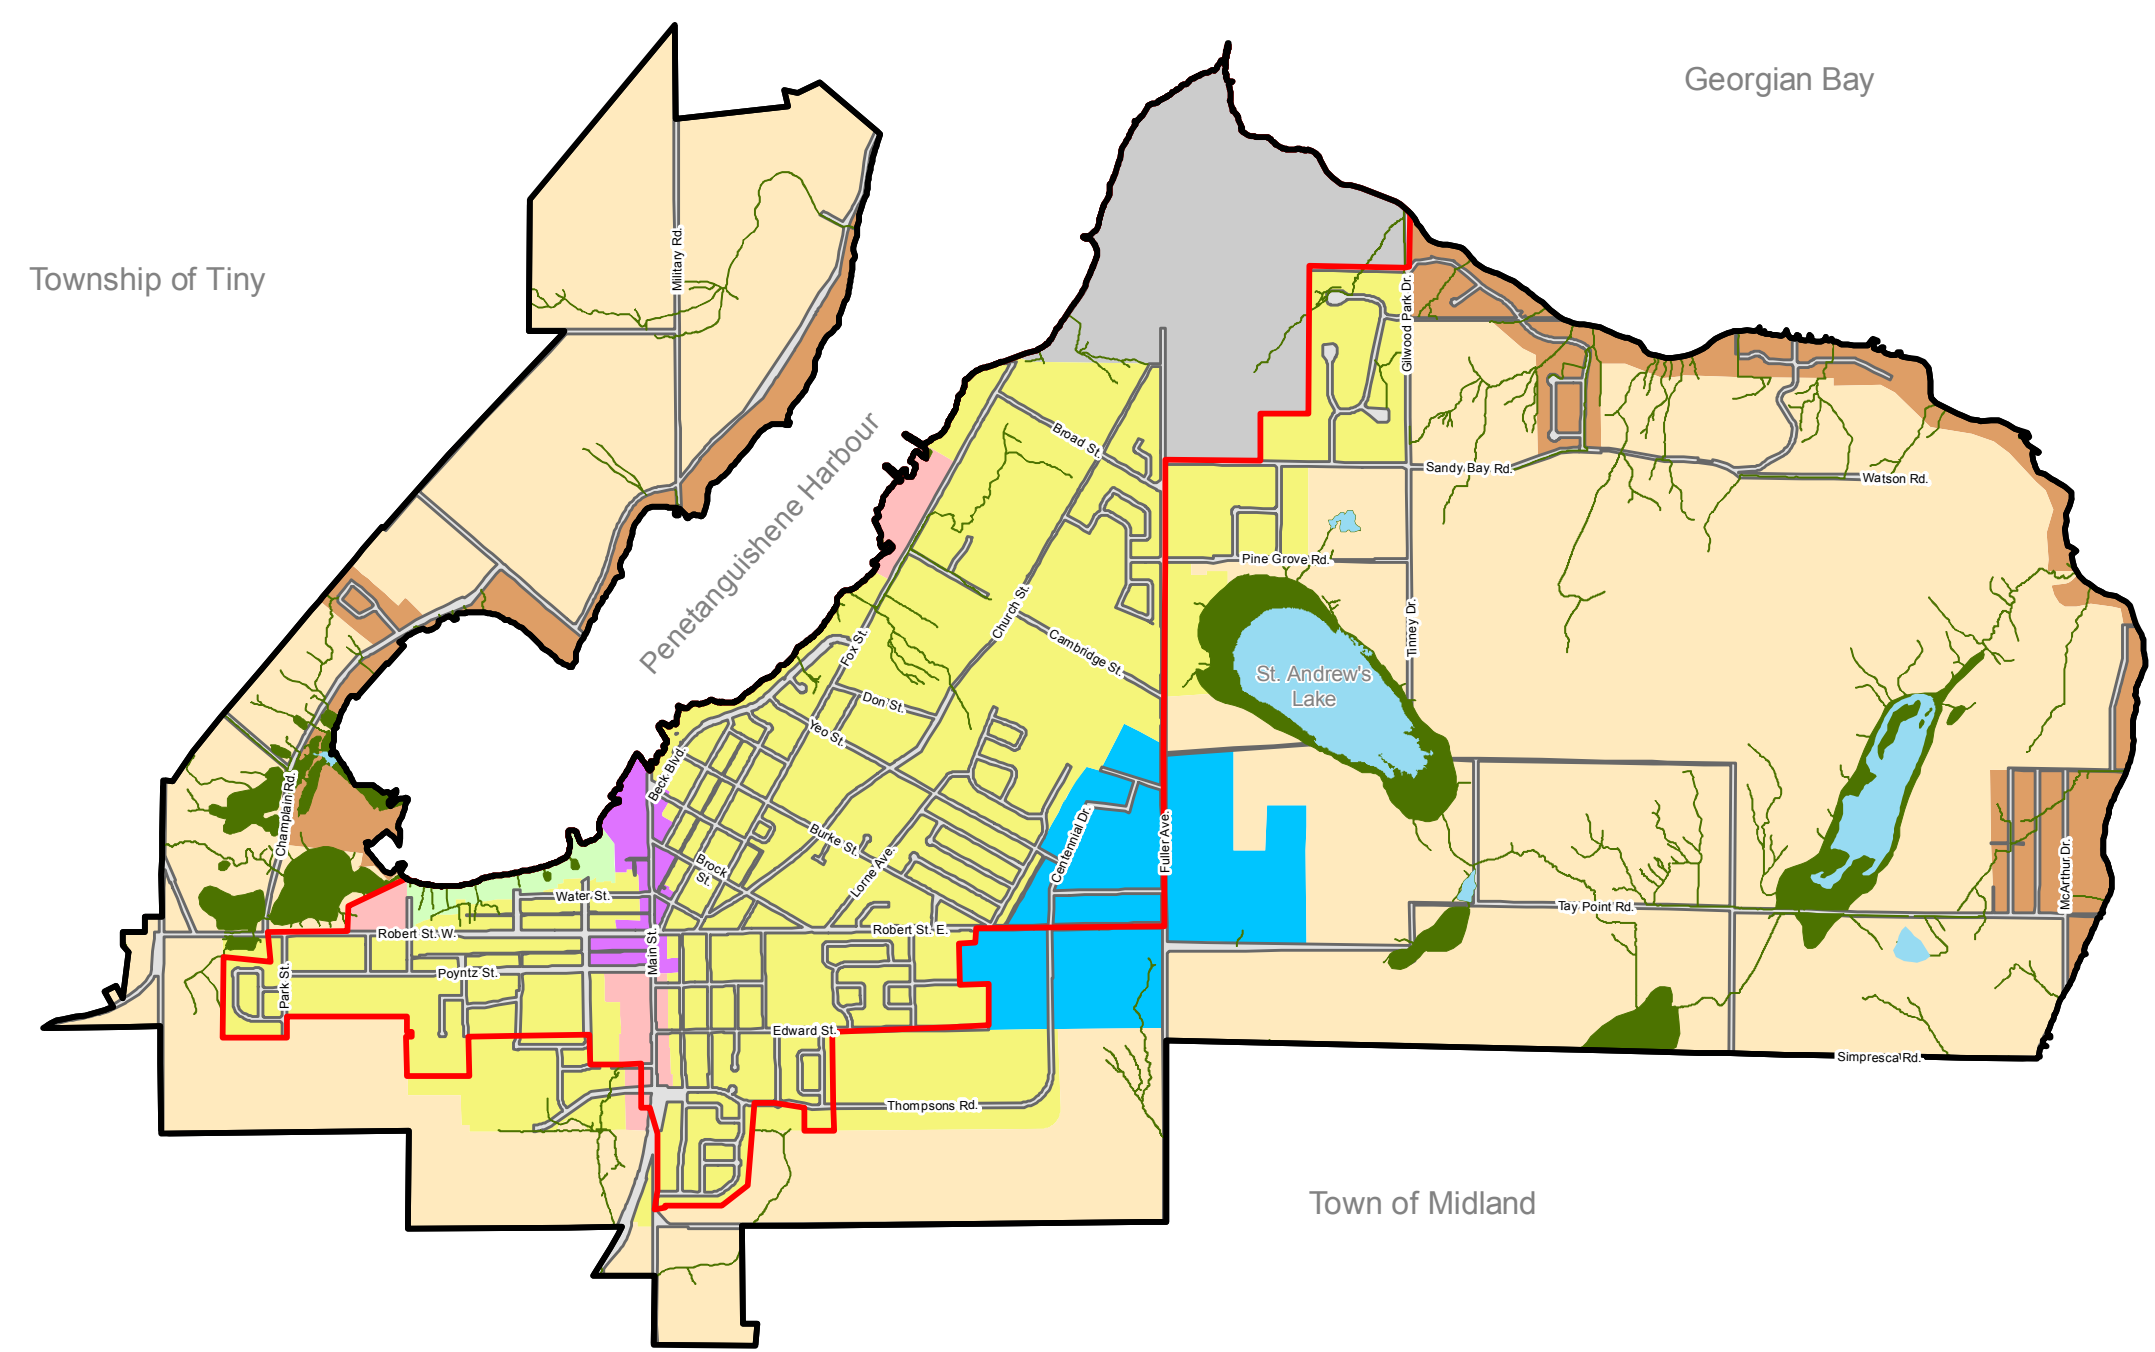 Georgian Bay
Township of Tiny
Military Rd.
Gilwood Park Dr.
Penetanguishene Harbour
Broad St.
Sandy Bay Rd.
Watson Rd.
Pine Grove Rd.
Church St.
Tinney Dr.
Fox St.
Cambridge St.
St. Andrew's
Lake
Don St.
Yeo St.
Beck Blvd.
Champlain Rd.
Burke St.
Centennial Dr.
Fuller Ave.
Brock
St.
Lorne Ave.
McArthur Dr.
Water St.
Tay Point Rd.
Robert St. W.
Robert St. E.
Main St.
Poyntz St.
Park St.
Edward St.
Simpresca Rd.
Thompsons Rd.
Town of Midland